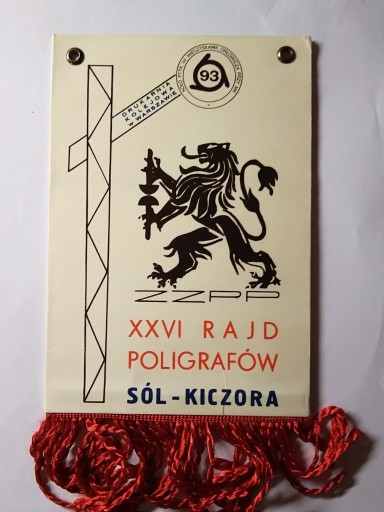 93
DRUKARNIA
KOLEJOWA
W WARSZAWIE
ZZPP
XXVI RAJD
POLIGRAFÓW
SÓL-KICZORA